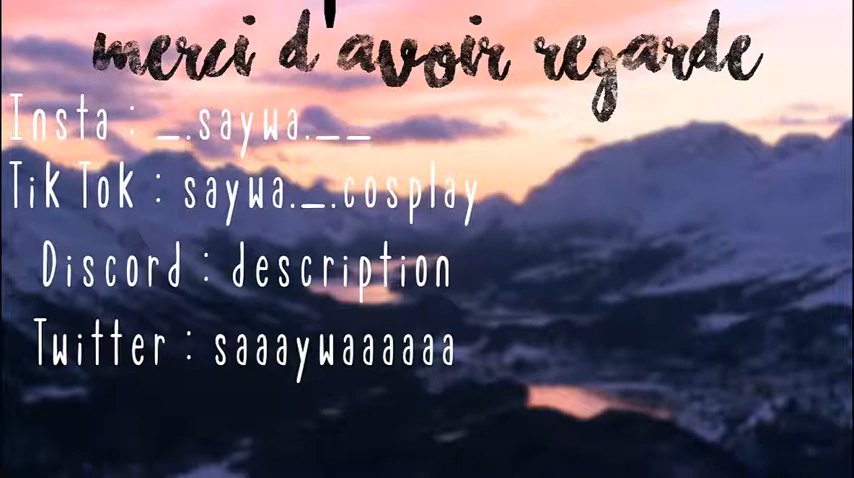 merci d'avoir regarde
Insta : _.saywa.__
Tik Tok : saywa._.cosplay
Discord : description
Twitter : saaaywaaaaaa